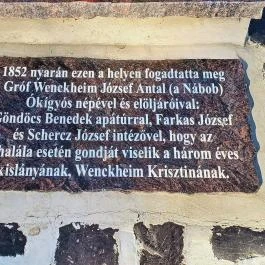 1852 nyarán ezen a helyen fogadtatta meg
Gróf Wenckheim József Antal (a Nábob)
Ókígyós népével és elöljáróival:
Göndöcs Benedek apátúrral, Farkas József
és Schercz József intézővel, hogy az
halála esetén gondját viselik a három éves
kislányának, Wenckheim Krisztinának.